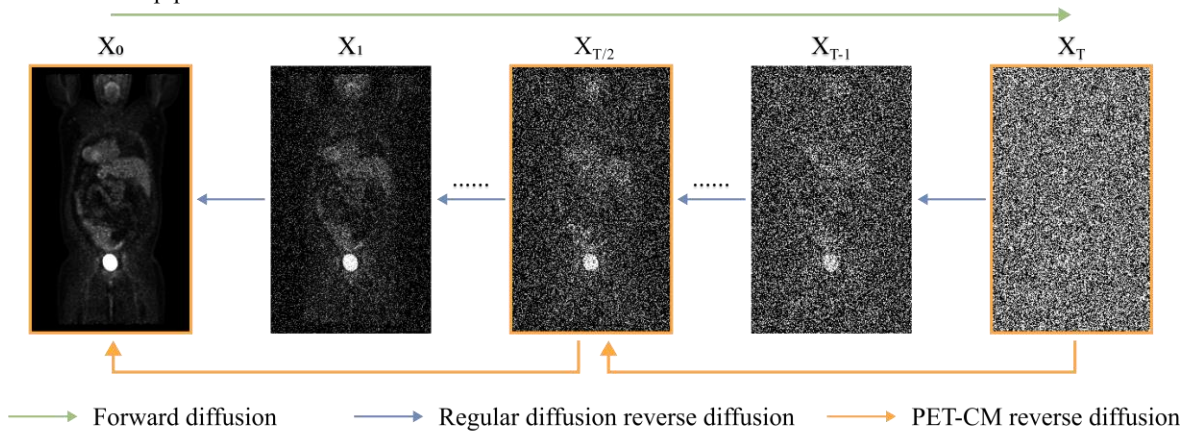 X₀ X₁ X_{T/2} X_{T-1} X_T
...... ......
Forward diffusion Regular diffusion reverse diffusion PET-CM reverse diffusion